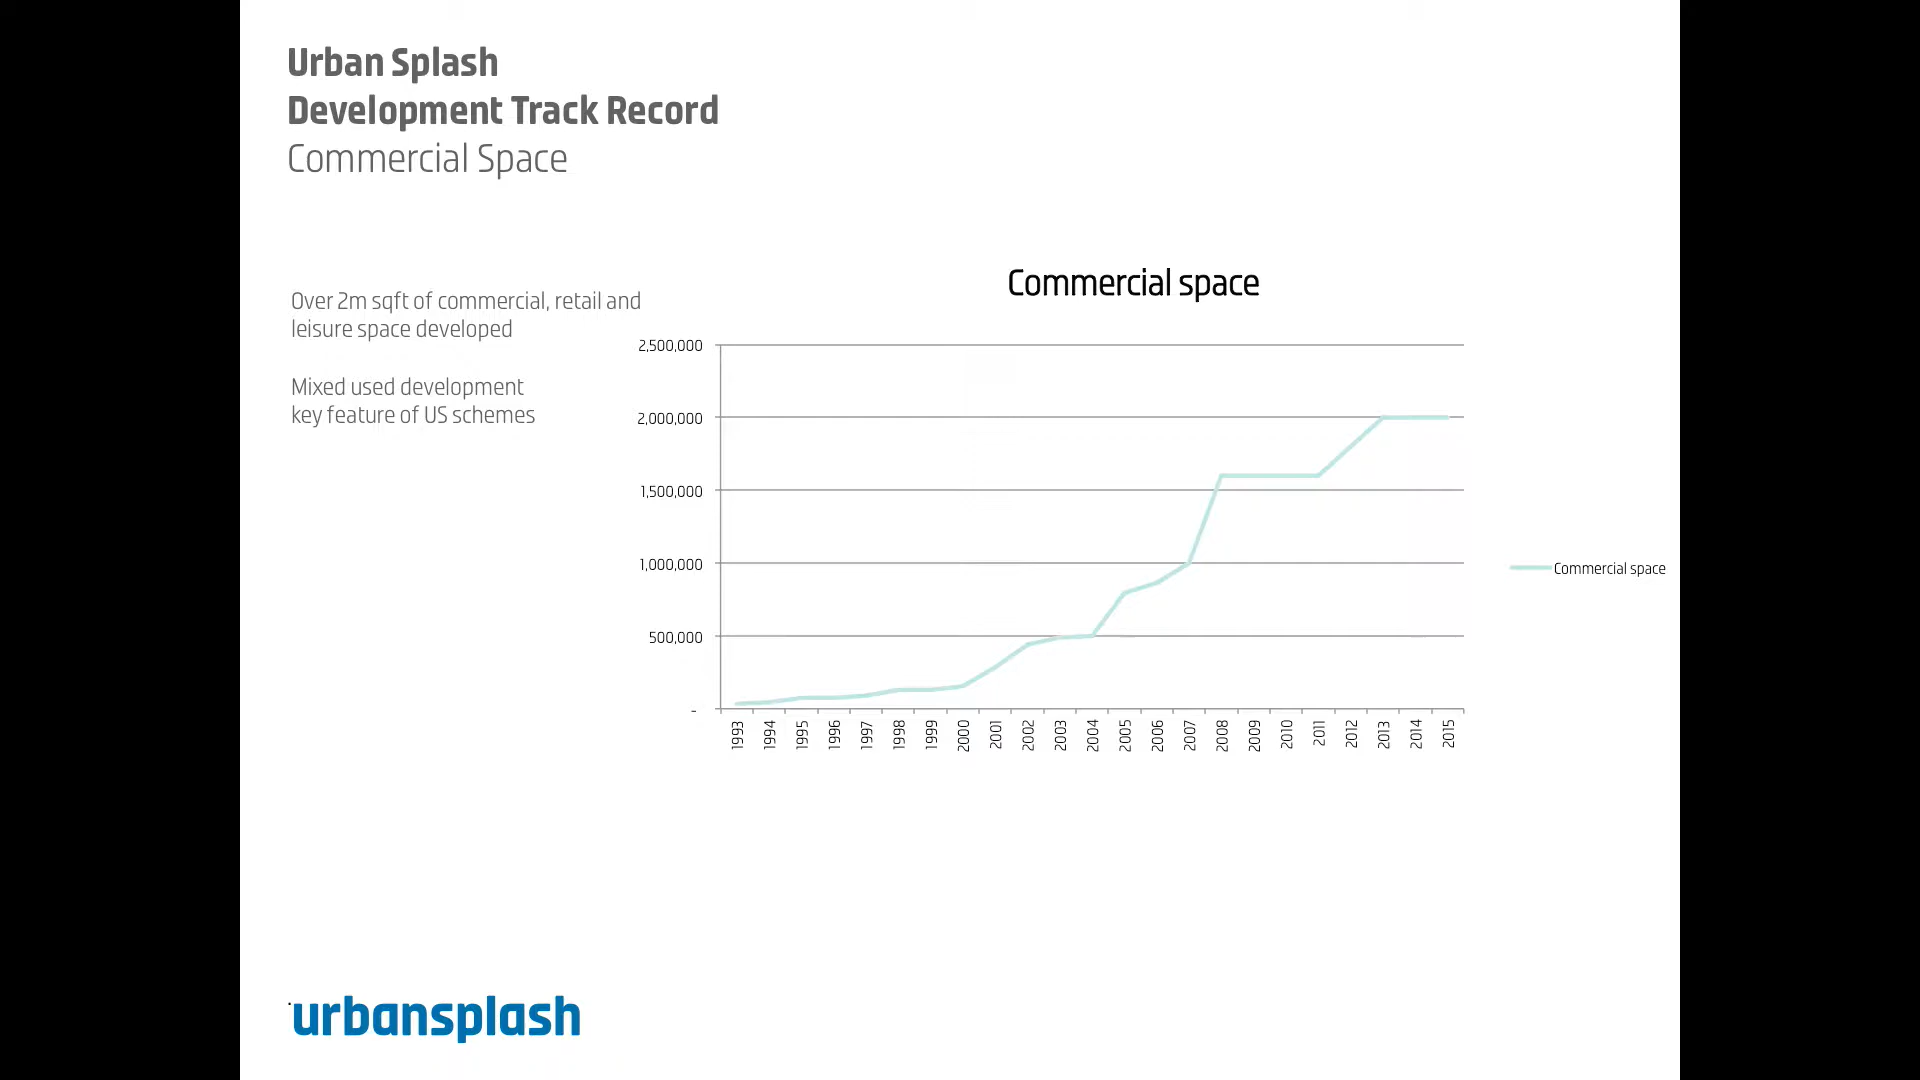 Urban Splash
Development Track Record
Commercial Space
Over 2m sqft of commercial, retail and
leisure space developed
Mixed used development
key feature of US schemes
Commercial space
2,500,000
2,000,000
1,500,000
1,000,000
500,000
-
1993
1994
1995
1996
1997
1998
1999
2000
2001
2002
2003
2004
2005
2006
2007
2008
2009
2010
2011
2012
2013
2014
2015
Commercial space
urbansplash